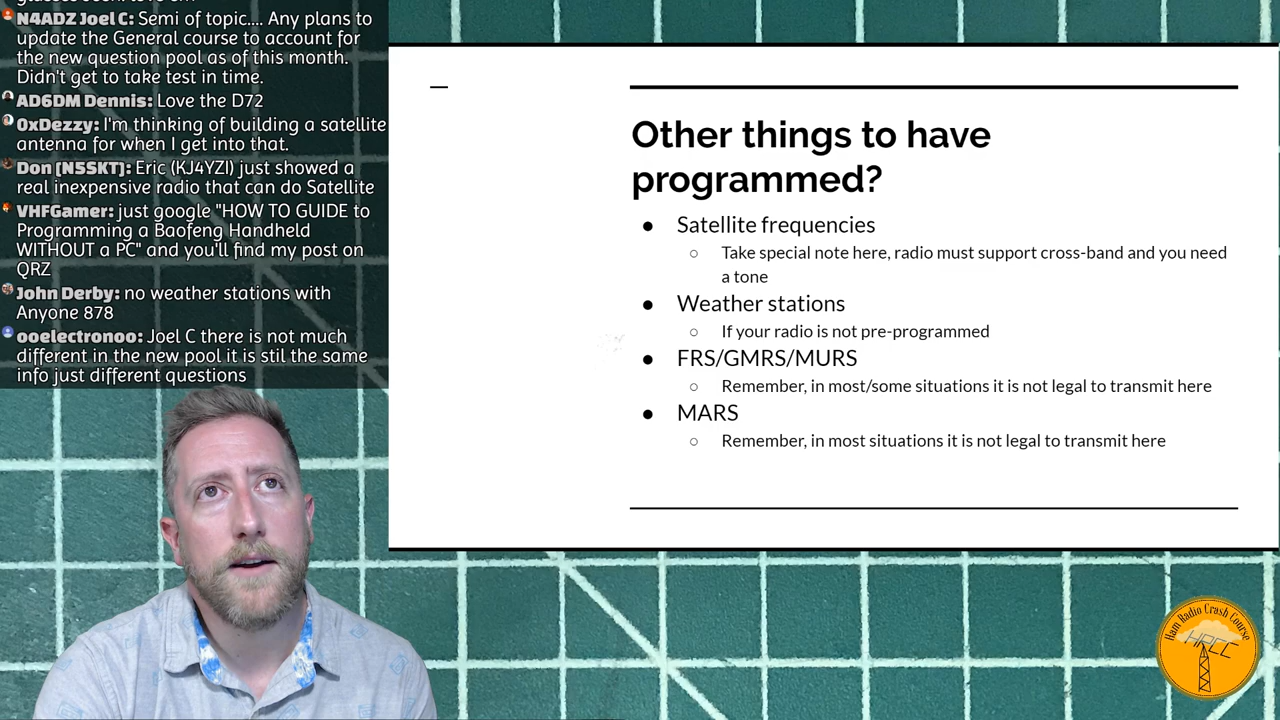 N4ADZ Joel C: Semi of topic.... Any plans to
update the General course to account for
the new question pool as of this month.
Didn't get to take test in time.
AD6DM Dennis: Love the D72
0xDezzy: I'm thinking of building a satellite
antenna for when I get into that.
Don [N5SKT]: Eric (KJ4YZI) just showed a
real inexpensive radio that can do Satellite
VHFGamer: just google "HOW TO GUIDE to
Programming a Baofeng Handheld
WITHOUT a PC" and you'll find my post on
QRZ
John Derby: no weather stations with
Anyone 878
ooelectronoo: Joel C there is not much
different in the new pool it is stil the same
info just different questions
Other things to have
programmed?
● Satellite frequencies
○ Take special note here, radio must support cross-band and you need
a tone
● Weather stations
○ If your radio is not pre-programmed
● FRS/GMRS/MURS
○ Remember, in most/some situations it is not legal to transmit here
● MARS
○ Remember, in most situations it is not legal to transmit here
Ham Radio Crash Course
HRCC